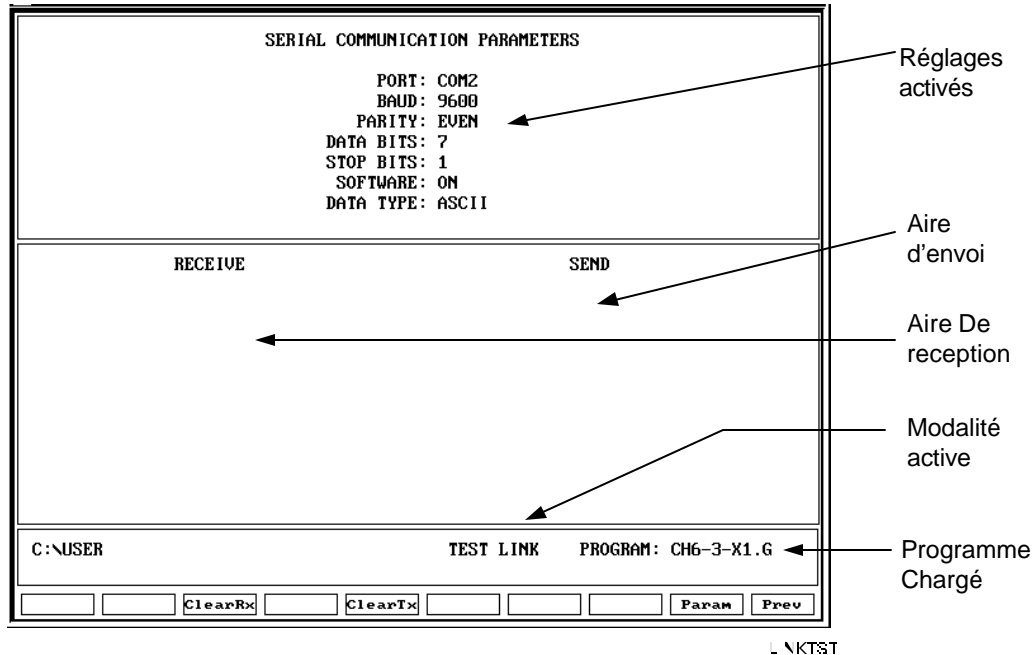 SERIAL COMMUNICATION PARAMETERS
PORT: COM2
BAUD: 9600
PARITY: EVEN
DATA BITS: 7
STOP BITS: 1
SOFTWARE: ON
DATA TYPE: ASCII
Réglages
activés
RECEIVE SEND
Aire
d'envoi
Aire De
reception
Modalité
active
C:\USER TEST LINK PROGRAM: CH6-3-X1.G
Programme
Chargé
ClearRx ClearTx Param Prev